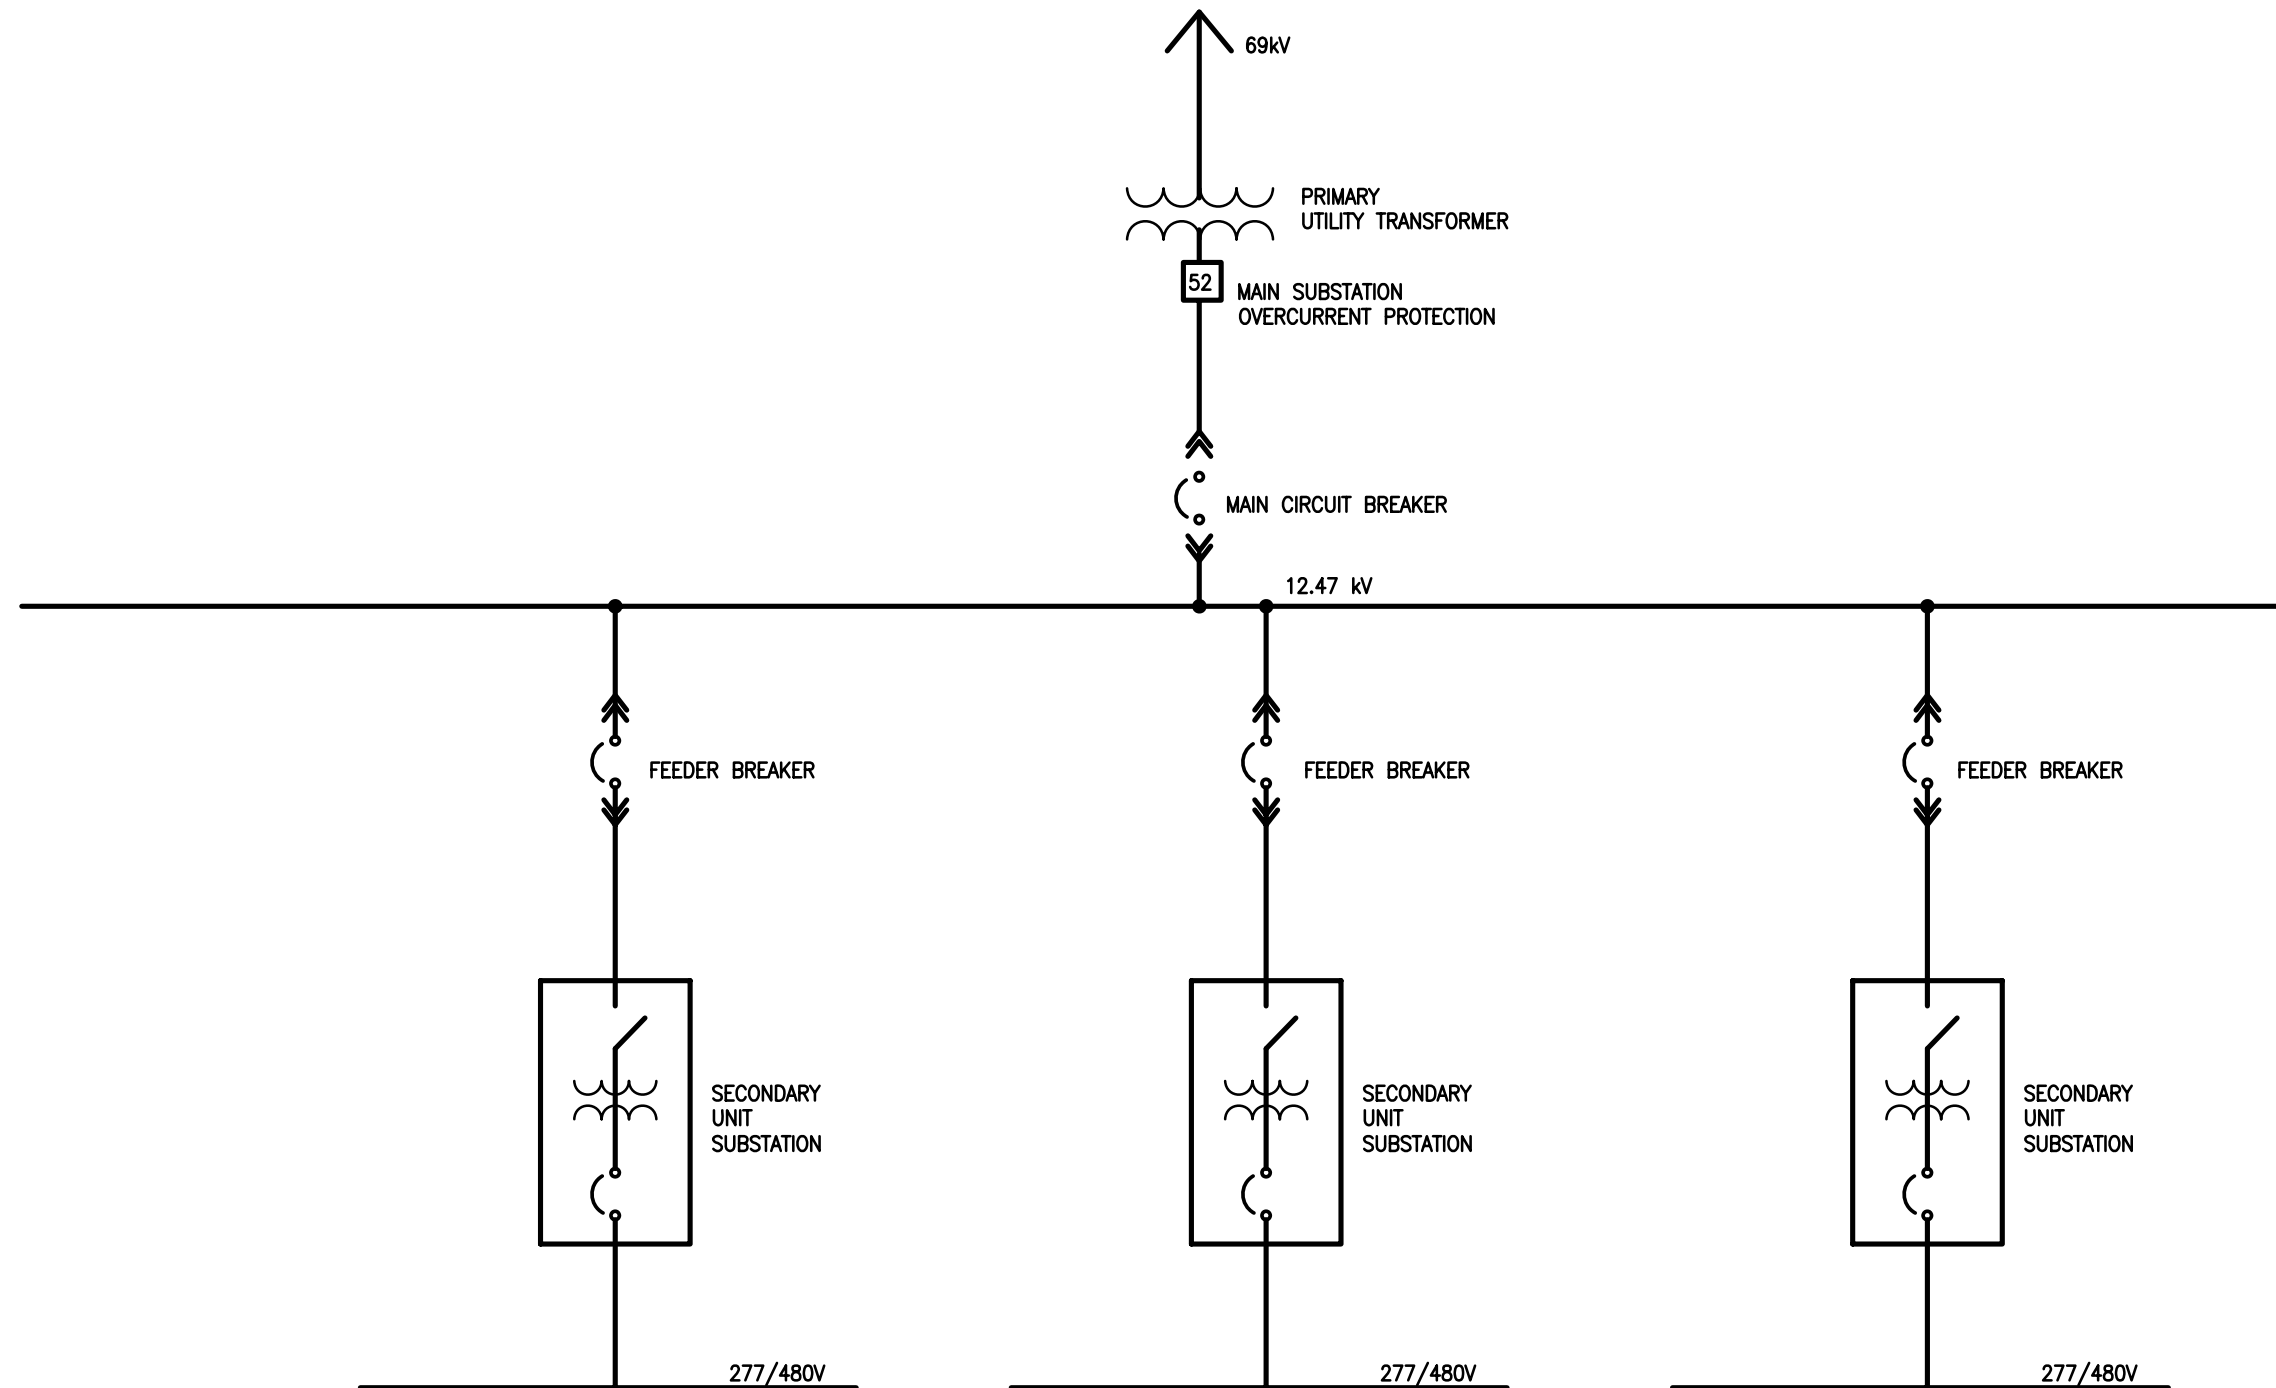 69kV
PRIMARY
UTILITY TRANSFORMER
52
MAIN SUBSTATION
OVERCURRENT PROTECTION
MAIN CIRCUIT BREAKER
12.47 kV
FEEDER BREAKER
FEEDER BREAKER
FEEDER BREAKER
SECONDARY
UNIT
SUBSTATION
SECONDARY
UNIT
SUBSTATION
SECONDARY
UNIT
SUBSTATION
277/480V
277/480V
277/480V